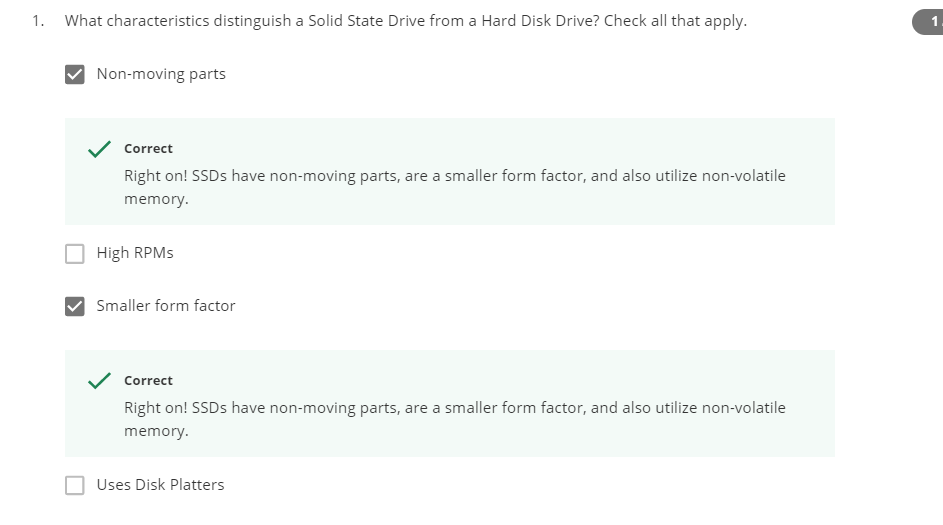 1. What characteristics distinguish a Solid State Drive from a Hard Disk Drive? Check all that apply.
1
Non-moving parts
Correct
Right on! SSDs have non-moving parts, are a smaller form factor, and also utilize non-volatile
memory.
High RPMs
Smaller form factor
Correct
Right on! SSDs have non-moving parts, are a smaller form factor, and also utilize non-volatile
memory.
Uses Disk Platters